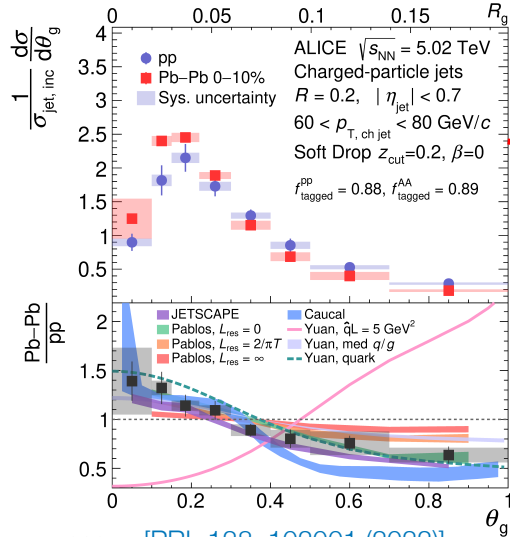 0 0.05 0.1 0.15 R_g
1/σ_jet, inc dσ/dθ_g
4
3.5
3
2.5
2
1.5
1
0.5
pp
Pb−Pb 0−10%
Sys. uncertainty
ALICE √s_NN = 5.02 TeV
Charged-particle jets
R = 0.2, | η_jet | < 0.7
60 < p_T, ch jet < 80 GeV/c
Soft Drop z_cut=0.2, β=0
f^pp_tagged = 0.88, f^AA_tagged = 0.89
Pb−Pb/pp
2
1.5
1
0.5
JETSCAPE
Pablos, L_res = 0
Pablos, L_res = 2/πT
Pablos, L_res = ∞
Caucal
Yuan, q̂L = 5 GeV²
Yuan, med q/g
Yuan, quark
0 0.2 0.4 0.6 0.8 1 θ_g